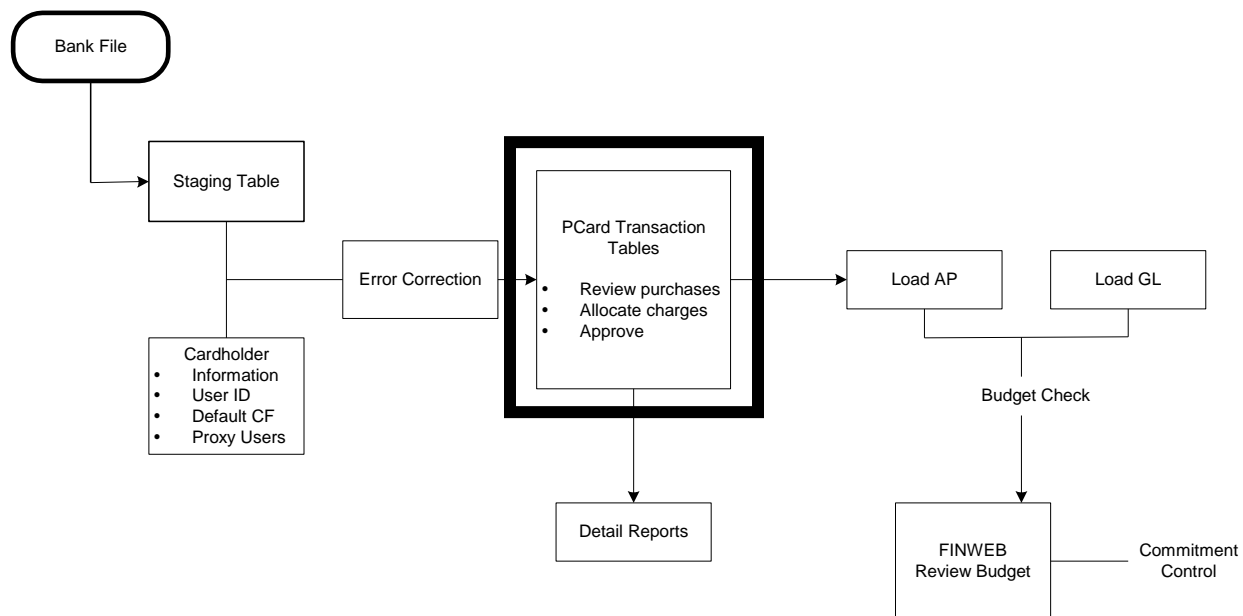 Bank File
Staging Table
Error Correction
PCard Transaction
Tables
• Review purchases
• Allocate charges
• Approve
Load AP
Load GL
Cardholder
• Information
• User ID
• Default CF
• Proxy Users
Budget Check
Detail Reports
FINWEB
Review Budget
Commitment
Control